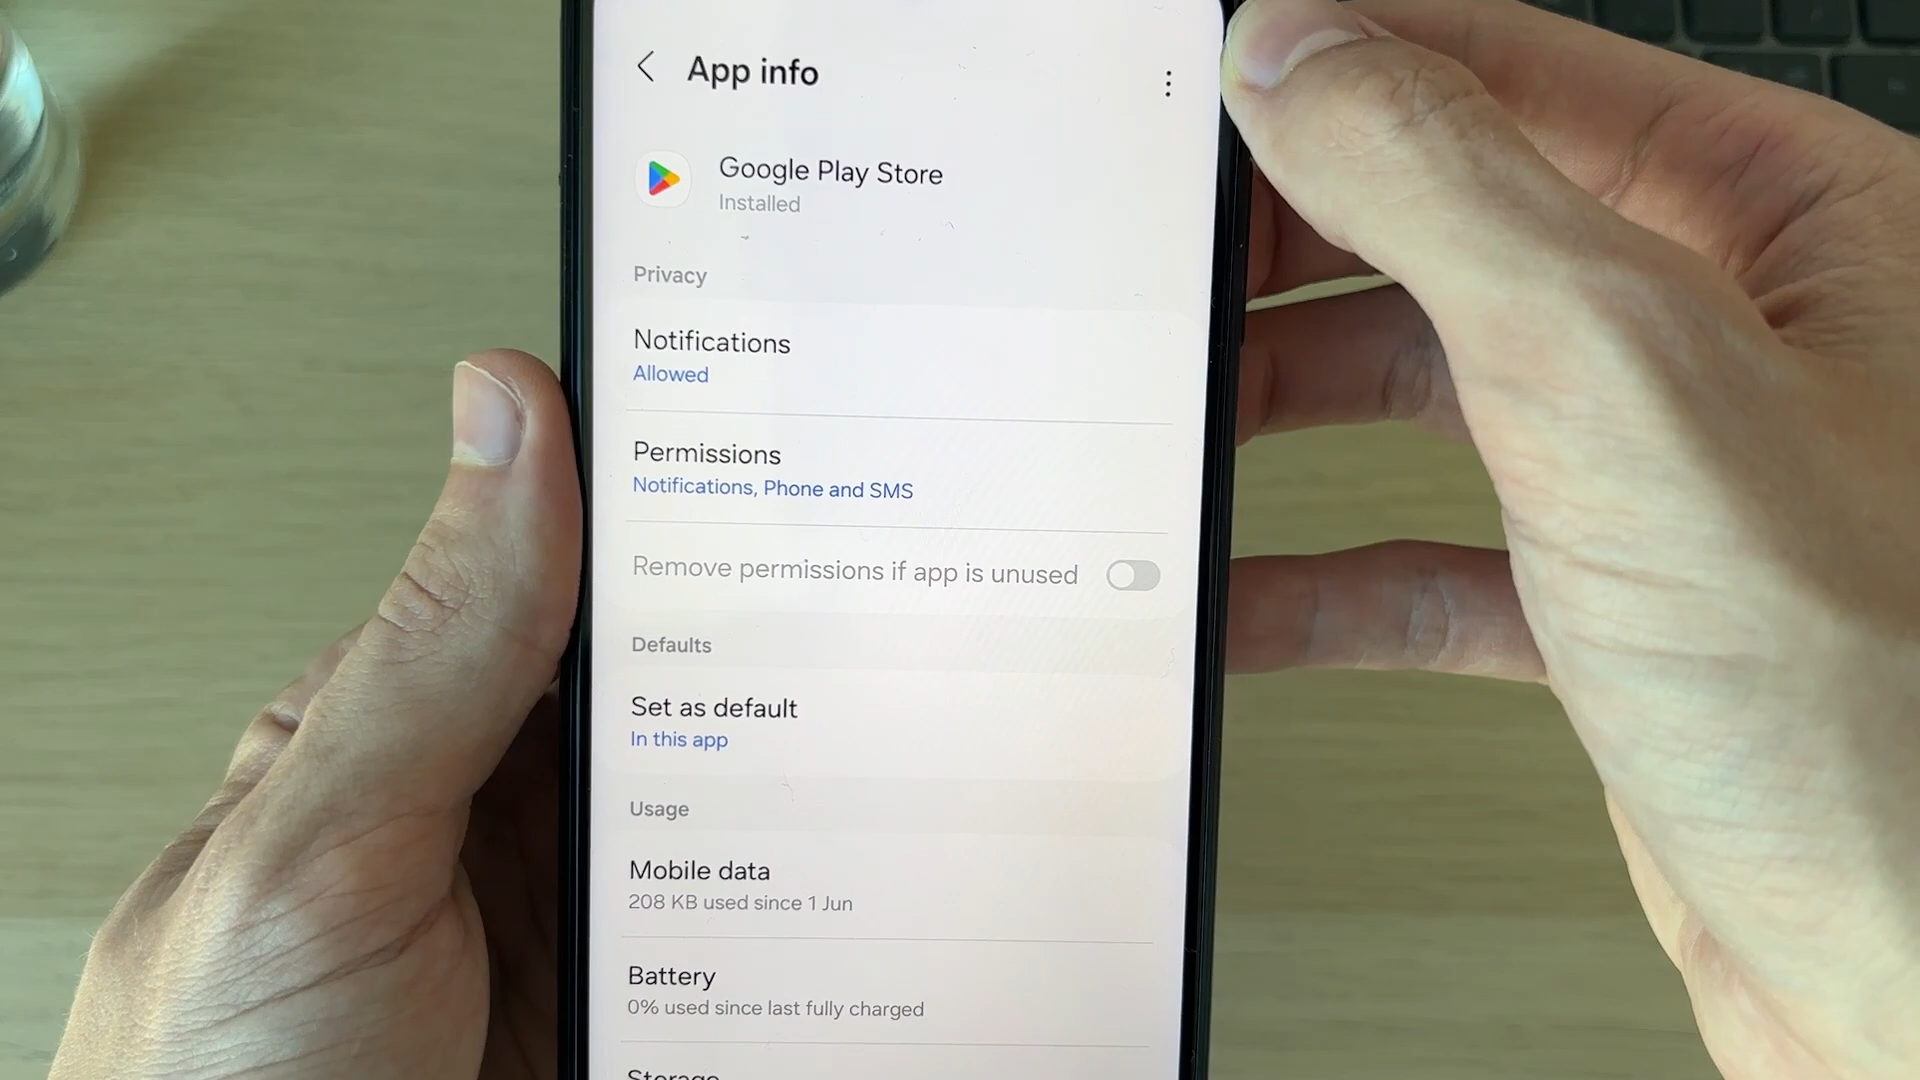 App info
Google Play Store
Installed
Privacy
Notifications
Allowed
Permissions
Notifications, Phone and SMS
Remove permissions if app is unused
Defaults
Set as default
In this app
Usage
Mobile data
208 KB used since 1 Jun
Battery
0% used since last fully charged
Storage